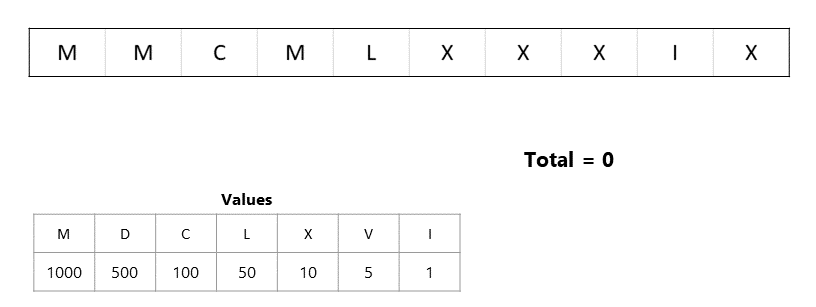 M M C M L X X X I X
Total = 0
Values
M D C L X V I
1000 500 100 50 10 5 1